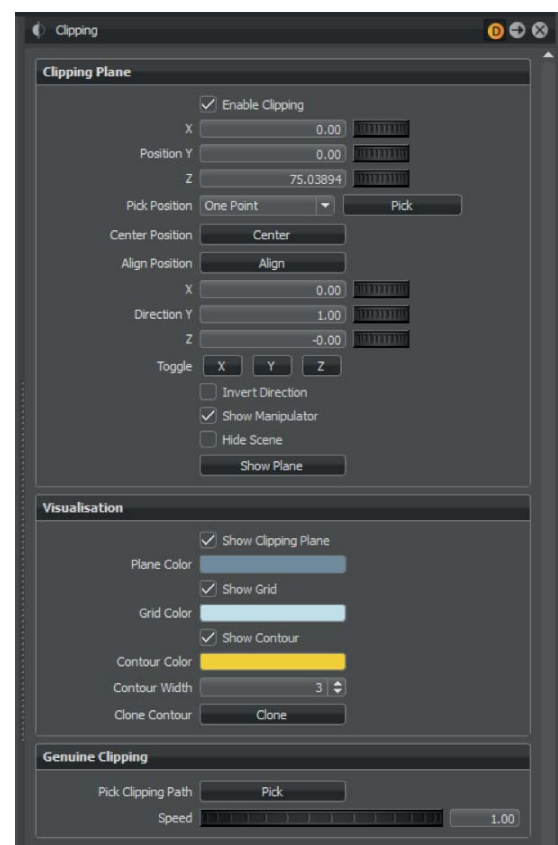 Clipping D
Clipping Plane
Enable Clipping
X 0.00
Position Y 0.00
Z 75.03894
Pick Position One Point Pick
Center Position Center
Align Position Align
X 0.00
Direction Y 1.00
Z -0.00
Toggle X Y Z
Invert Direction
Show Manipulator
Hide Scene
Show Plane
Visualisation
Show Clipping Plane
Plane Color
Show Grid
Grid Color
Show Contour
Contour Color
Contour Width 3
Clone Contour Clone
Genuine Clipping
Pick Clipping Path Pick
Speed 1.00